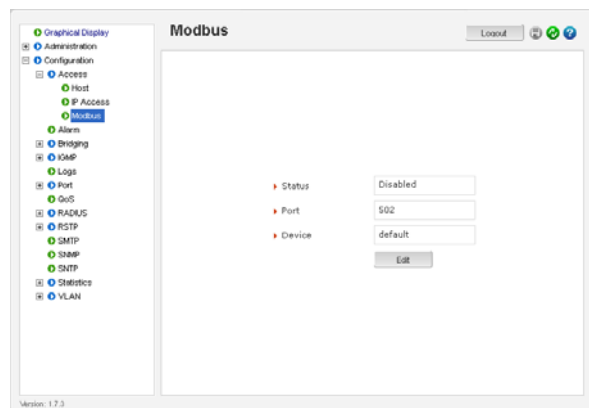 Modbus
Logout
Graphical Display
Administration
Configuration
Access
Host
IP Access
Modbus
Alarm
Bridging
IGMP
Logs
Port
QoS
RADIUS
RSTP
SMTP
SNMP
SNTP
Statistics
VLAN
Status Disabled
Port 502
Device default
Edit
Version: 1.7.3